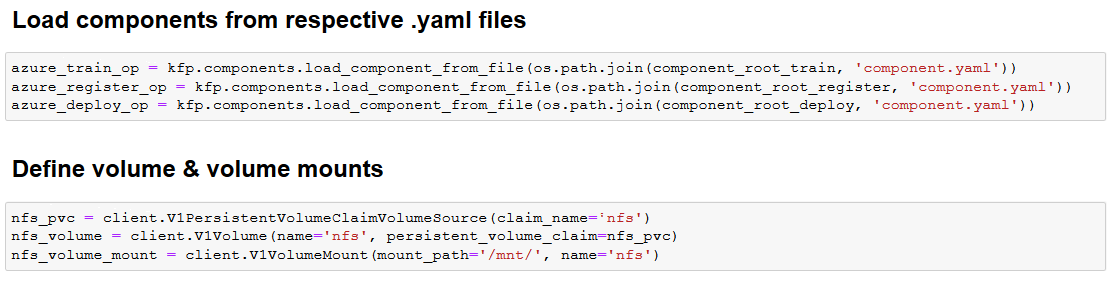 Load components from respective .yaml files
azure_train_op = kfp.components.load_component_from_file(os.path.join(component_root_train, 'component.yaml'))
azure_register_op = kfp.components.load_component_from_file(os.path.join(component_root_register, 'component.yaml'))
azure_deploy_op = kfp.components.load_component_from_file(os.path.join(component_root_deploy, 'component.yaml'))
Define volume & volume mounts
nfs_pvc = client.V1PersistentVolumeClaimVolumeSource(claim_name='nfs')
nfs_volume = client.V1Volume(name='nfs', persistent_volume_claim=nfs_pvc)
nfs_volume_mount = client.V1VolumeMount(mount_path='/mnt/', name='nfs')